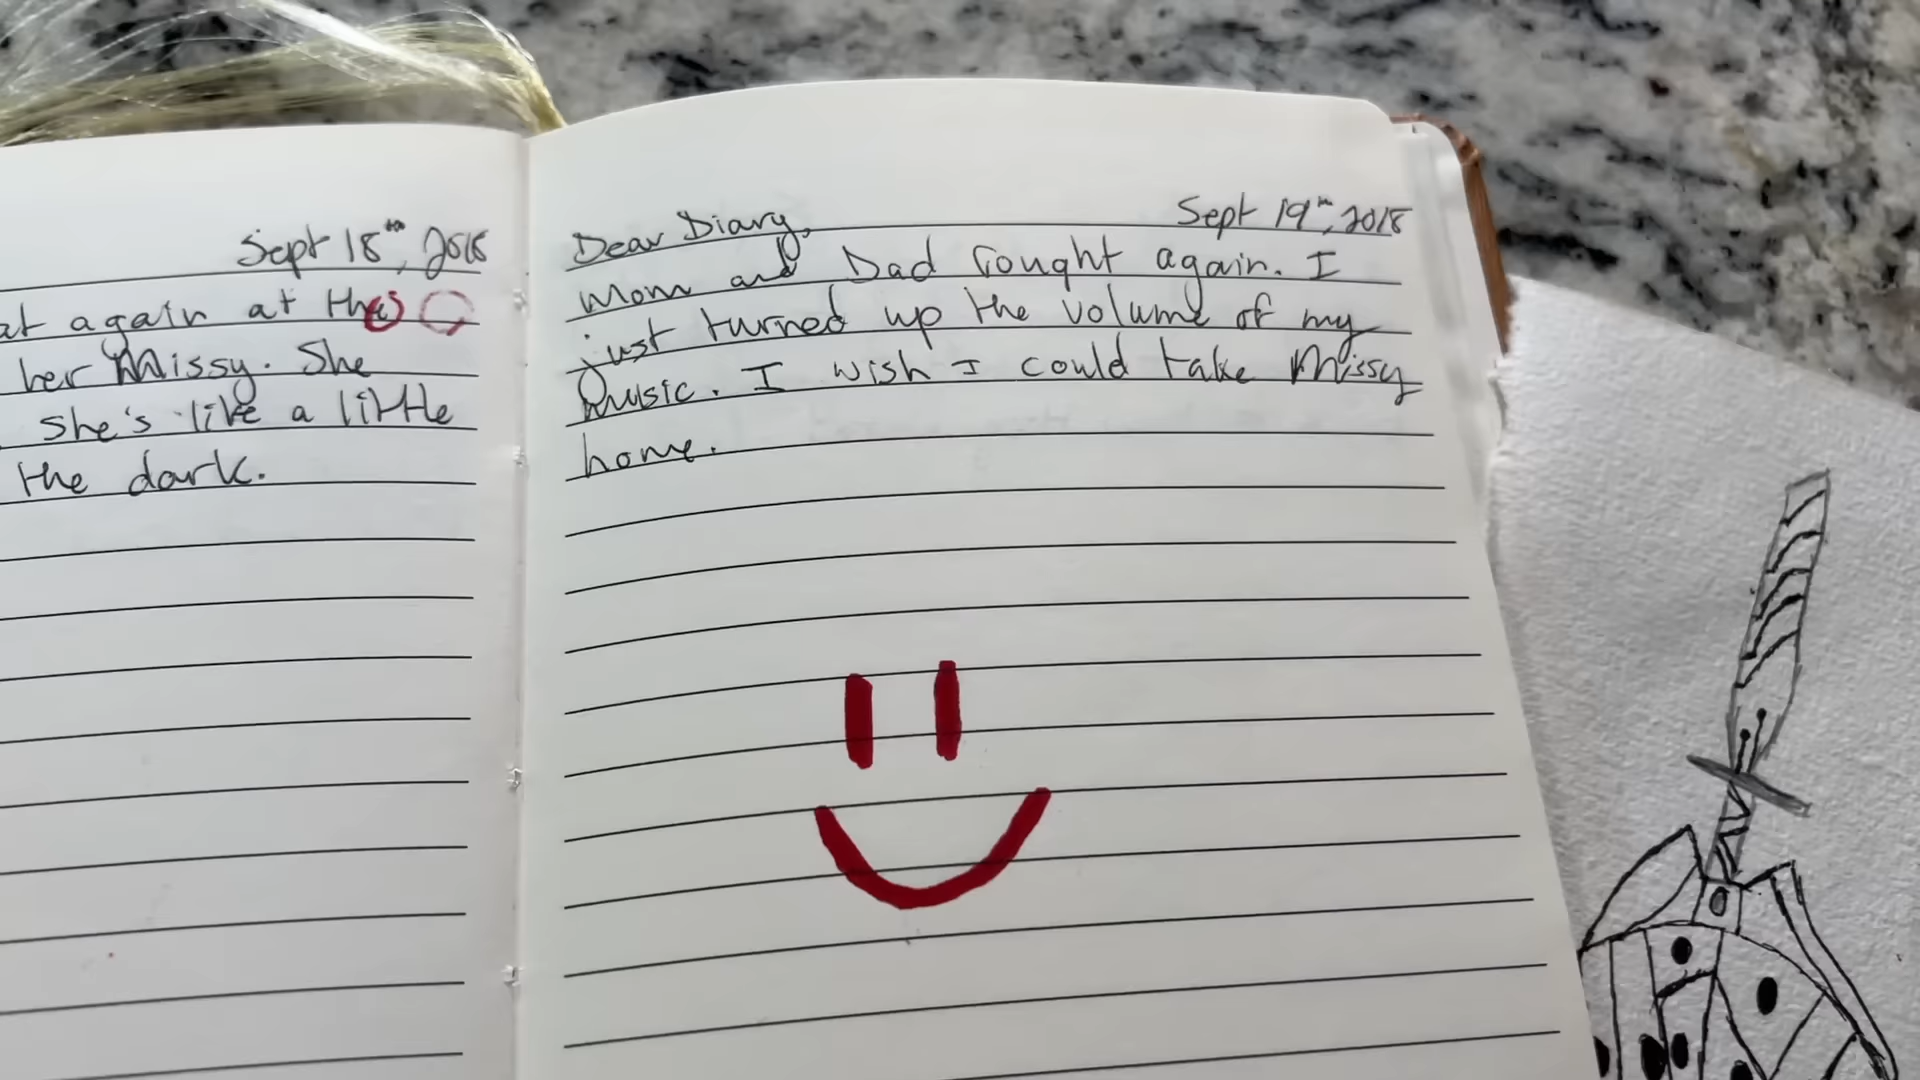 Sept 18th, 2018
at again at the
her Missy. She
She's like a little
the dark.
Dear Diary,
Sept 19th, 2018
Mom and Dad fought again. I
just turned up the volume of my
music. I wish I could take Missy
home.